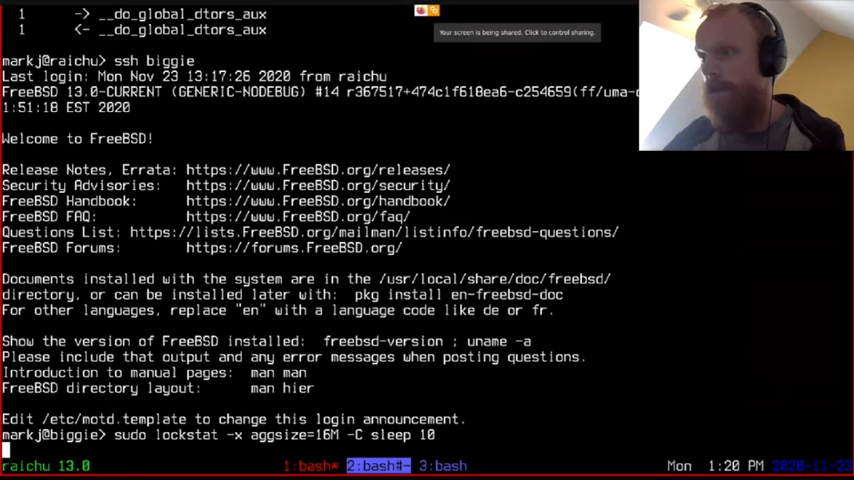 1      -> __do_global_dtors_aux
1      <- __do_global_dtors_aux
Your screen is being shared. Click to control sharing.
markj@raichu> ssh biggie
Last login: Mon Nov 23 13:17:26 2020 from raichu
FreeBSD 13.0-CURRENT (GENERIC-NODEBUG) #14 r367517+474c1f618ea6-c254659(ff/uma-
1:51:18 EST 2020
Welcome to FreeBSD!
Release Notes, Errata: https://www.FreeBSD.org/releases/
Security Advisories:   https://www.FreeBSD.org/security/
FreeBSD Handbook:      https://www.FreeBSD.org/handbook/
FreeBSD FAQ:           https://www.FreeBSD.org/faq/
Questions List: https://lists.FreeBSD.org/mailman/listinfo/freebsd-questions/
FreeBSD Forums:        https://forums.FreeBSD.org/
Documents installed with the system are in the /usr/local/share/doc/freebsd/
directory, or can be installed later with:  pkg install en-freebsd-doc
For other languages, replace "en" with a language code like de or fr.
Show the version of FreeBSD installed:  freebsd-version ; uname -a
Please include that output and any error messages when posting questions.
Introduction to manual pages:  man man
FreeBSD directory layout:      man hier
Edit /etc/motd.template to change this login announcement.
markj@biggie> sudo lockstat -x aggsize=16M -C sleep 10
raichu 13.0 1:bash* 2:bash#- 3:bash Mon 1:20 PM 2020-11-23